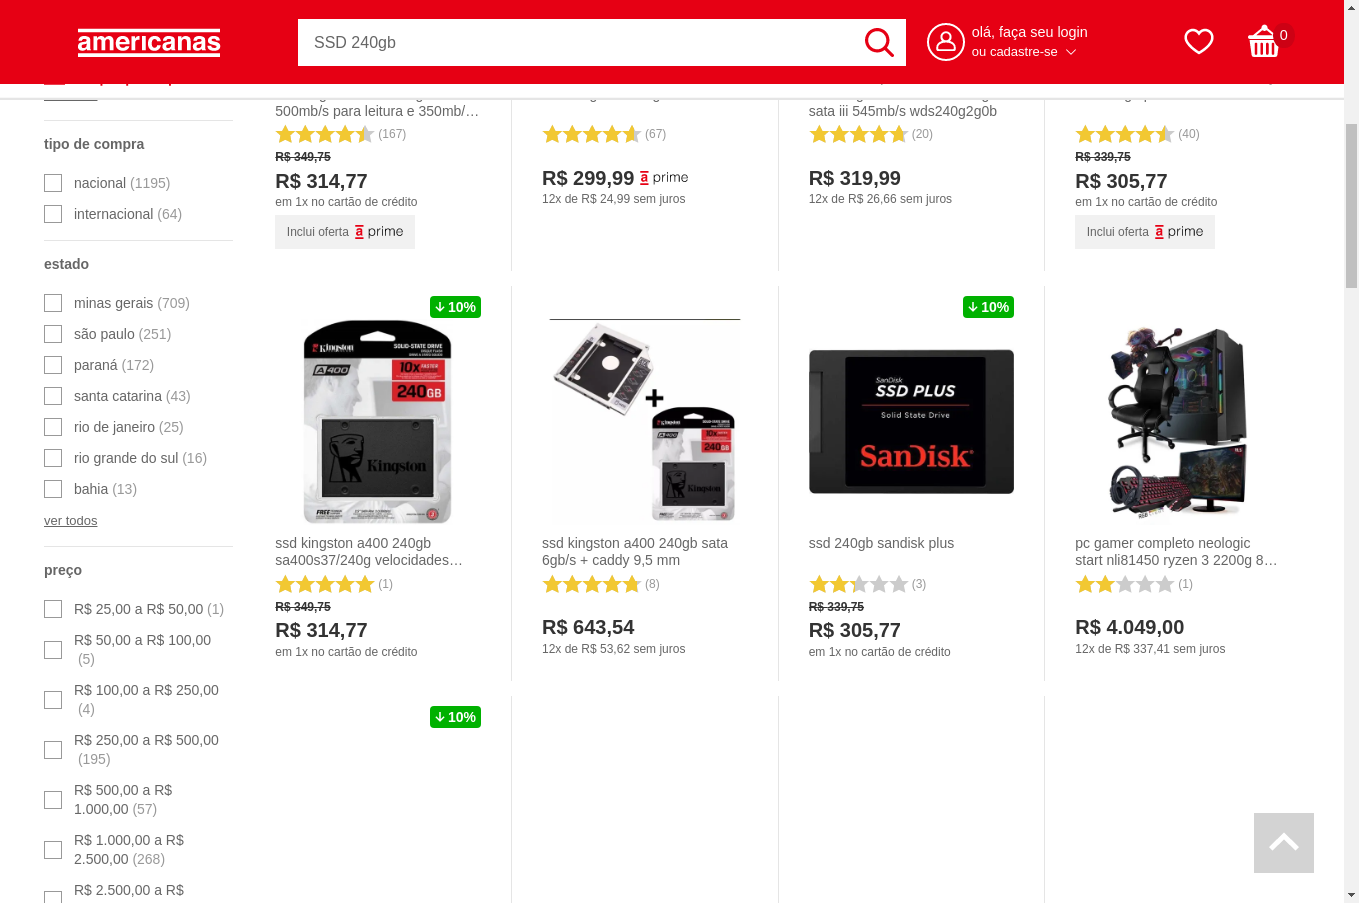 americanas
SSD 240gb
olá, faça seu login
ou cadastre-se
0
tipo de compra
nacional (1195)
internacional (64)
estado
minas gerais (709)
são paulo (251)
paraná (172)
santa catarina (43)
rio de janeiro (25)
rio grande do sul (16)
bahia (13)
ver todos
preço
R$ 25,00 a R$ 50,00 (1)
R$ 50,00 a R$ 100,00
(5)
R$ 100,00 a R$ 250,00
(4)
R$ 250,00 a R$ 500,00
(195)
R$ 500,00 a R$
1.000,00 (57)
R$ 1.000,00 a R$
2.500,00 (268)
R$ 2.500,00 a R$
500mb/s para leitura e 350mb/…
(167)
R$ 349,75
R$ 314,77
em 1x no cartão de crédito
Inclui oferta a prime
(67)
R$ 299,99 a prime
12x de R$ 24,99 sem juros
sata iii 545mb/s wds240g2g0b
(20)
R$ 319,99
12x de R$ 26,66 sem juros
(40)
R$ 339,75
R$ 305,77
em 1x no cartão de crédito
Inclui oferta a prime
10%
Kingston
SOLID-STATE DRIVE
A400
10x FASTER
240GB
Kingston
FREE
ssd kingston a400 240gb
sa400s37/240g velocidades…
(1)
R$ 349,75
R$ 314,77
em 1x no cartão de crédito
+
Kingston
A400
10x
240GB
Kingston
ssd kingston a400 240gb sata
6gb/s + caddy 9,5 mm
(8)
R$ 643,54
12x de R$ 53,62 sem juros
10%
SanDisk
SSD PLUS
Solid State Drive
SanDisk
ssd 240gb sandisk plus
(3)
R$ 339,75
R$ 305,77
em 1x no cartão de crédito
RGB
pc gamer completo neologic
start nli81450 ryzen 3 2200g 8…
(1)
R$ 4.049,00
12x de R$ 337,41 sem juros
10%